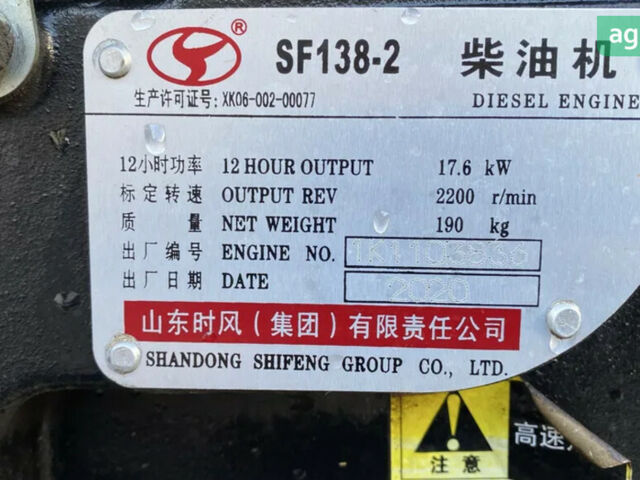 ag
SF138-2 柴油机
生产许可证号: XK06-002-00077 DIESEL ENGINE
12小时功率 12 HOUR OUTPUT 17.6 kW
标定转速 OUTPUT REV 2200 r/min
质 量 NET WEIGHT 190 kg
出厂编号 ENGINE NO.
出厂日期 DATE 2020
山东时风(集团)有限责任公司
SHANDONG SHIFENG GROUP CO., LTD.
高速
注 意